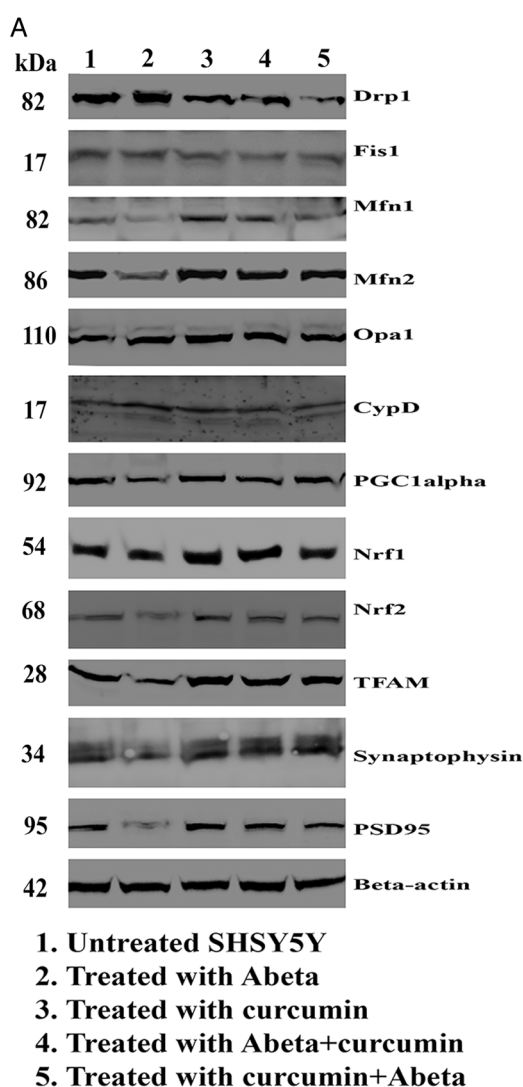 A
kDa 1 2 3 4 5
82 Drp1
17 Fis1
82 Mfn1
86 Mfn2
110 Opa1
17 CypD
92 PGC1alpha
54 Nrf1
68 Nrf2
28 TFAM
34 Synaptophysin
95 PSD95
42 Beta-actin
1. Untreated SHSY5Y
2. Treated with Abeta
3. Treated with curcumin
4. Treated with Abeta+curcumin
5. Treated with curcumin+Abeta